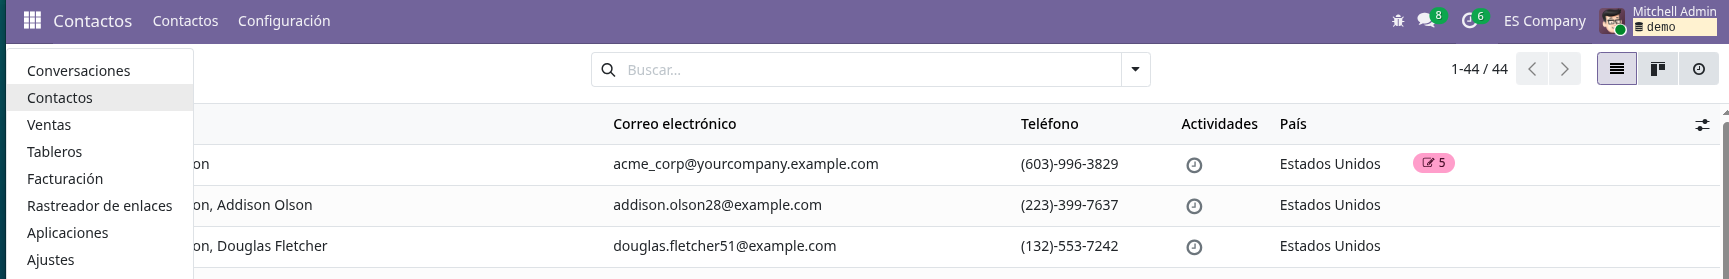 Contactos Contactos Configuración 8 6 ES Company Mitchell Admin
demo
Conversaciones
Contactos
Ventas
Tableros
Facturación
Rastreador de enlaces
Aplicaciones
Ajustes
Buscar... 1-44 / 44
Correo electrónico Teléfono Actividades País
on acme_corp@yourcompany.example.com (603)-996-3829 Estados Unidos 5
on, Addison Olson addison.olson28@example.com (223)-399-7637 Estados Unidos
on, Douglas Fletcher douglas.fletcher51@example.com (132)-553-7242 Estados Unidos